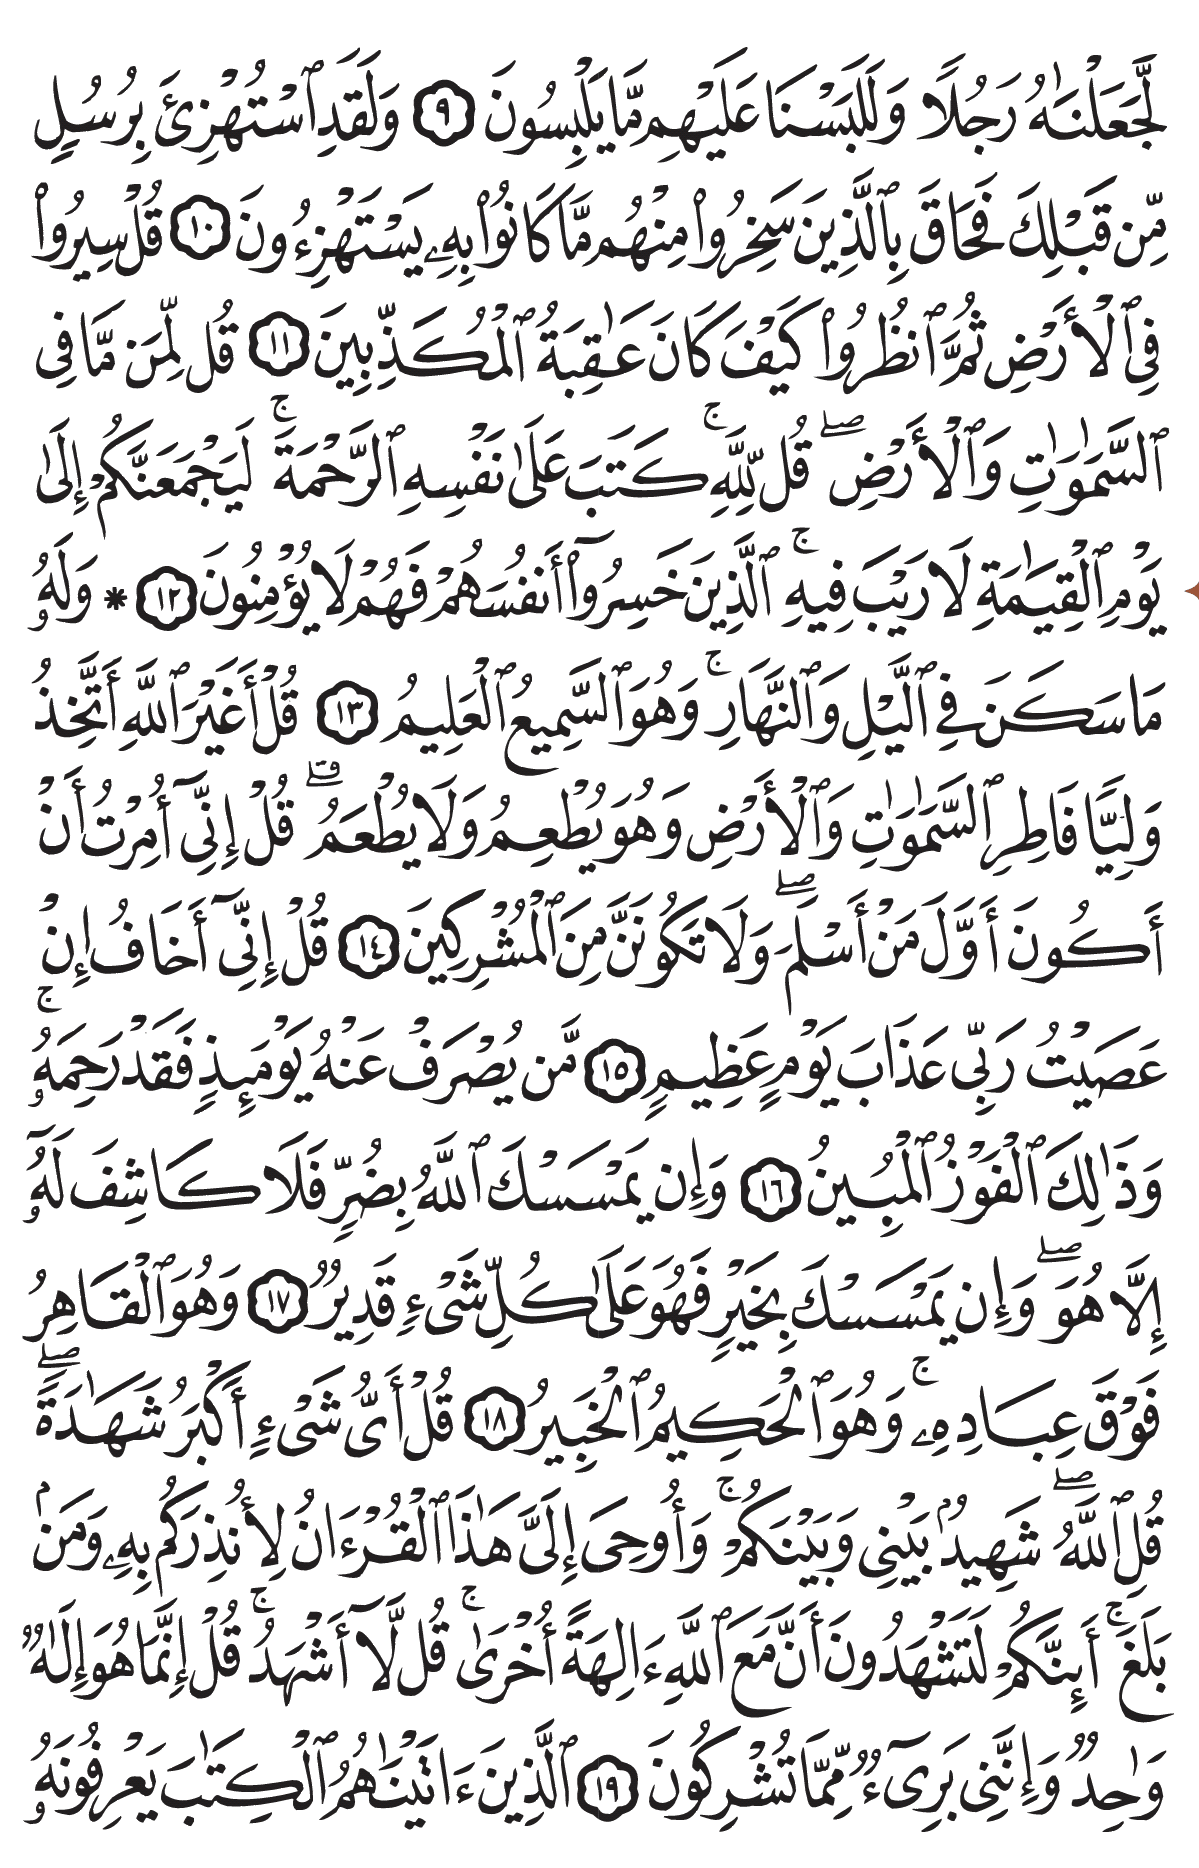 لَّجَعَلْنَٰهُ رَجُلًا وَلَلَبَسْنَا عَلَيْهِم مَّا يَلْبِسُونَ ٩ وَلَقَدِ ٱسْتُهْزِئَ بِرُسُلٍ
مِّن قَبْلِكَ فَحَاقَ بِٱلَّذِينَ سَخِرُوا۟ مِنْهُم مَّا كَانُوا۟ بِهِۦ يَسْتَهْزِءُونَ ١٠ قُلْ سِيرُوا۟
فِى ٱلْأَرْضِ ثُمَّ ٱنظُرُوا۟ كَيْفَ كَانَ عَٰقِبَةُ ٱلْمُكَذِّبِينَ ١١ قُل لِّمَن مَّا فِى
ٱلسَّمَٰوَٰتِ وَٱلْأَرْضِ ۖ قُل لِّلَّهِ ۚ كَتَبَ عَلَىٰ نَفْسِهِ ٱلرَّحْمَةَ ۚ لَيَجْمَعَنَّكُمْ إِلَىٰ
يَوْمِ ٱلْقِيَٰمَةِ لَا رَيْبَ فِيهِ ۚ ٱلَّذِينَ خَسِرُوٓا۟ أَنفُسَهُمْ فَهُمْ لَا يُؤْمِنُونَ ١٢ * وَلَهُۥ
مَا سَكَنَ فِى ٱلَّيْلِ وَٱلنَّهَارِ ۚ وَهُوَ ٱلسَّمِيعُ ٱلْعَلِيمُ ١٣ قُلْ أَغَيْرَ ٱللَّهِ أَتَّخِذُ
وَلِيًّا فَاطِرِ ٱلسَّمَٰوَٰتِ وَٱلْأَرْضِ وَهُوَ يُطْعِمُ وَلَا يُطْعَمُ ۗ قُلْ إِنِّىٓ أُمِرْتُ أَنْ
أَكُونَ أَوَّلَ مَنْ أَسْلَمَ ۖ وَلَا تَكُونَنَّ مِنَ ٱلْمُشْرِكِينَ ١٤ قُلْ إِنِّىٓ أَخَافُ إِنْ
عَصَيْتُ رَبِّى عَذَابَ يَوْمٍ عَظِيمٍ ١٥ مَّن يُصْرَفْ عَنْهُ يَوْمَئِذٍ فَقَدْ رَحِمَهُۥ ۚ
وَذَٰلِكَ ٱلْفَوْزُ ٱلْمُبِينُ ١٦ وَإِن يَمْسَسْكَ ٱللَّهُ بِضُرٍّ فَلَا كَاشِفَ لَهُۥٓ
إِلَّا هُوَ ۖ وَإِن يَمْسَسْكَ بِخَيْرٍ فَهُوَ عَلَىٰ كُلِّ شَىْءٍ قَدِيرٌ ١٧ وَهُوَ ٱلْقَاهِرُ
فَوْقَ عِبَادِهِۦ ۚ وَهُوَ ٱلْحَكِيمُ ٱلْخَبِيرُ ١٨ قُلْ أَىُّ شَىْءٍ أَكْبَرُ شَهَٰدَةً ۖ
قُلِ ٱللَّهُ ۖ شَهِيدٌۢ بَيْنِى وَبَيْنَكُمْ ۚ وَأُوحِىَ إِلَىَّ هَٰذَا ٱلْقُرْءَانُ لِأُنذِرَكُم بِهِۦ وَمَنۢ
بَلَغَ ۚ أَئِنَّكُمْ لَتَشْهَدُونَ أَنَّ مَعَ ٱللَّهِ ءَالِهَةً أُخْرَىٰ ۚ قُل لَّآ أَشْهَدُ ۚ قُلْ إِنَّمَا هُوَ إِلَٰهٌ
وَٰحِدٌ وَإِنَّنِى بَرِىٓءٌ مِّمَّا تُشْرِكُونَ ١٩ ٱلَّذِينَ ءَاتَيْنَٰهُمُ ٱلْكِتَٰبَ يَعْرِفُونَهُۥ